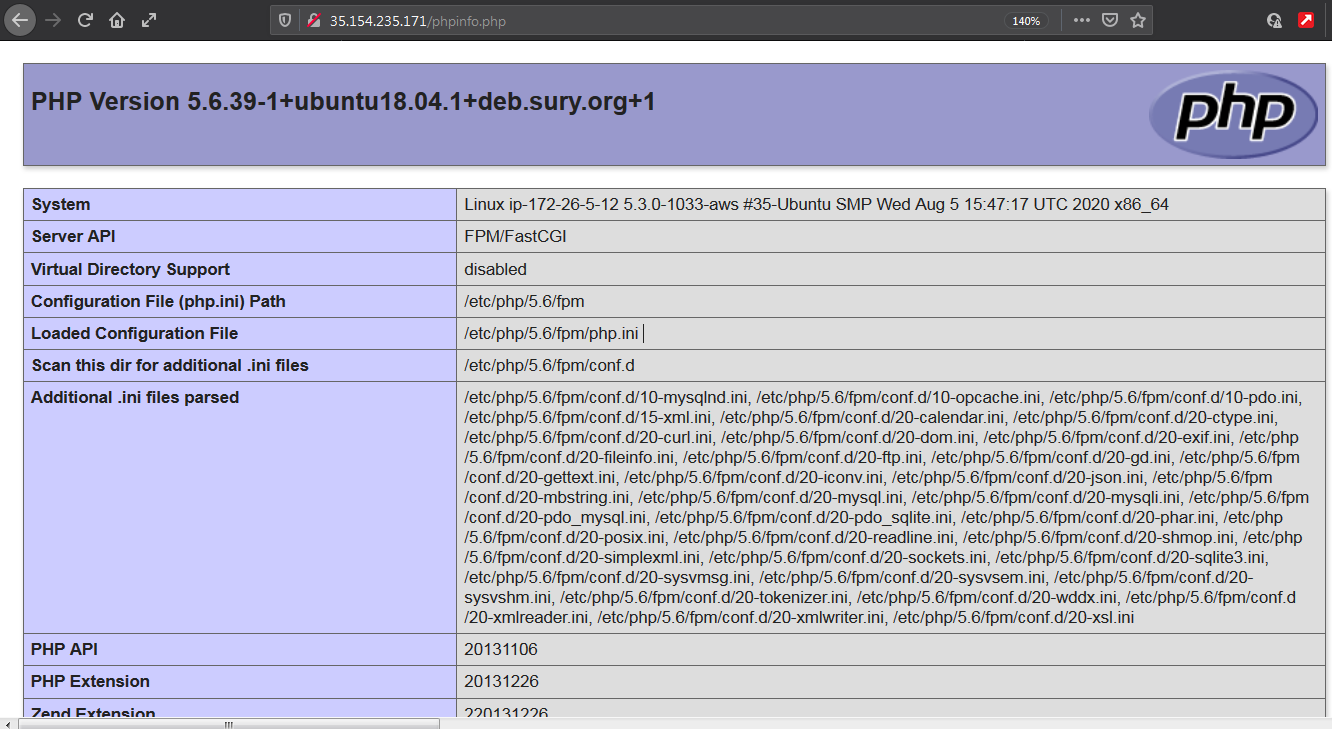 35.154.235.171/phpinfo.php 140%
PHP Version 5.6.39-1+ubuntu18.04.1+deb.sury.org+1
php
System Linux ip-172-26-5-12 5.3.0-1033-aws #35-Ubuntu SMP Wed Aug 5 15:47:17 UTC 2020 x86_64
Server API FPM/FastCGI
Virtual Directory Support disabled
Configuration File (php.ini) Path /etc/php/5.6/fpm
Loaded Configuration File /etc/php/5.6/fpm/php.ini
Scan this dir for additional .ini files /etc/php/5.6/fpm/conf.d
Additional .ini files parsed /etc/php/5.6/fpm/conf.d/10-mysqlnd.ini, /etc/php/5.6/fpm/conf.d/10-opcache.ini, /etc/php/5.6/fpm/conf.d/10-pdo.ini,
/etc/php/5.6/fpm/conf.d/15-xml.ini, /etc/php/5.6/fpm/conf.d/20-calendar.ini, /etc/php/5.6/fpm/conf.d/20-ctype.ini,
/etc/php/5.6/fpm/conf.d/20-curl.ini, /etc/php/5.6/fpm/conf.d/20-dom.ini, /etc/php/5.6/fpm/conf.d/20-exif.ini, /etc/php
/5.6/fpm/conf.d/20-fileinfo.ini, /etc/php/5.6/fpm/conf.d/20-ftp.ini, /etc/php/5.6/fpm/conf.d/20-gd.ini, /etc/php/5.6/fpm
/conf.d/20-gettext.ini, /etc/php/5.6/fpm/conf.d/20-iconv.ini, /etc/php/5.6/fpm/conf.d/20-json.ini, /etc/php/5.6/fpm
/conf.d/20-mbstring.ini, /etc/php/5.6/fpm/conf.d/20-mysql.ini, /etc/php/5.6/fpm/conf.d/20-mysqli.ini, /etc/php/5.6/fpm
/conf.d/20-pdo_mysql.ini, /etc/php/5.6/fpm/conf.d/20-pdo_sqlite.ini, /etc/php/5.6/fpm/conf.d/20-phar.ini, /etc/php
/5.6/fpm/conf.d/20-posix.ini, /etc/php/5.6/fpm/conf.d/20-readline.ini, /etc/php/5.6/fpm/conf.d/20-shmop.ini, /etc/php
/5.6/fpm/conf.d/20-simplexml.ini, /etc/php/5.6/fpm/conf.d/20-sockets.ini, /etc/php/5.6/fpm/conf.d/20-sqlite3.ini,
/etc/php/5.6/fpm/conf.d/20-sysvmsg.ini, /etc/php/5.6/fpm/conf.d/20-sysvsem.ini, /etc/php/5.6/fpm/conf.d/20-
sysvshm.ini, /etc/php/5.6/fpm/conf.d/20-tokenizer.ini, /etc/php/5.6/fpm/conf.d/20-wddx.ini, /etc/php/5.6/fpm/conf.d
/20-xmlreader.ini, /etc/php/5.6/fpm/conf.d/20-xmlwriter.ini, /etc/php/5.6/fpm/conf.d/20-xsl.ini
PHP API 20131106
PHP Extension 20131226
Zend Extension 220131226